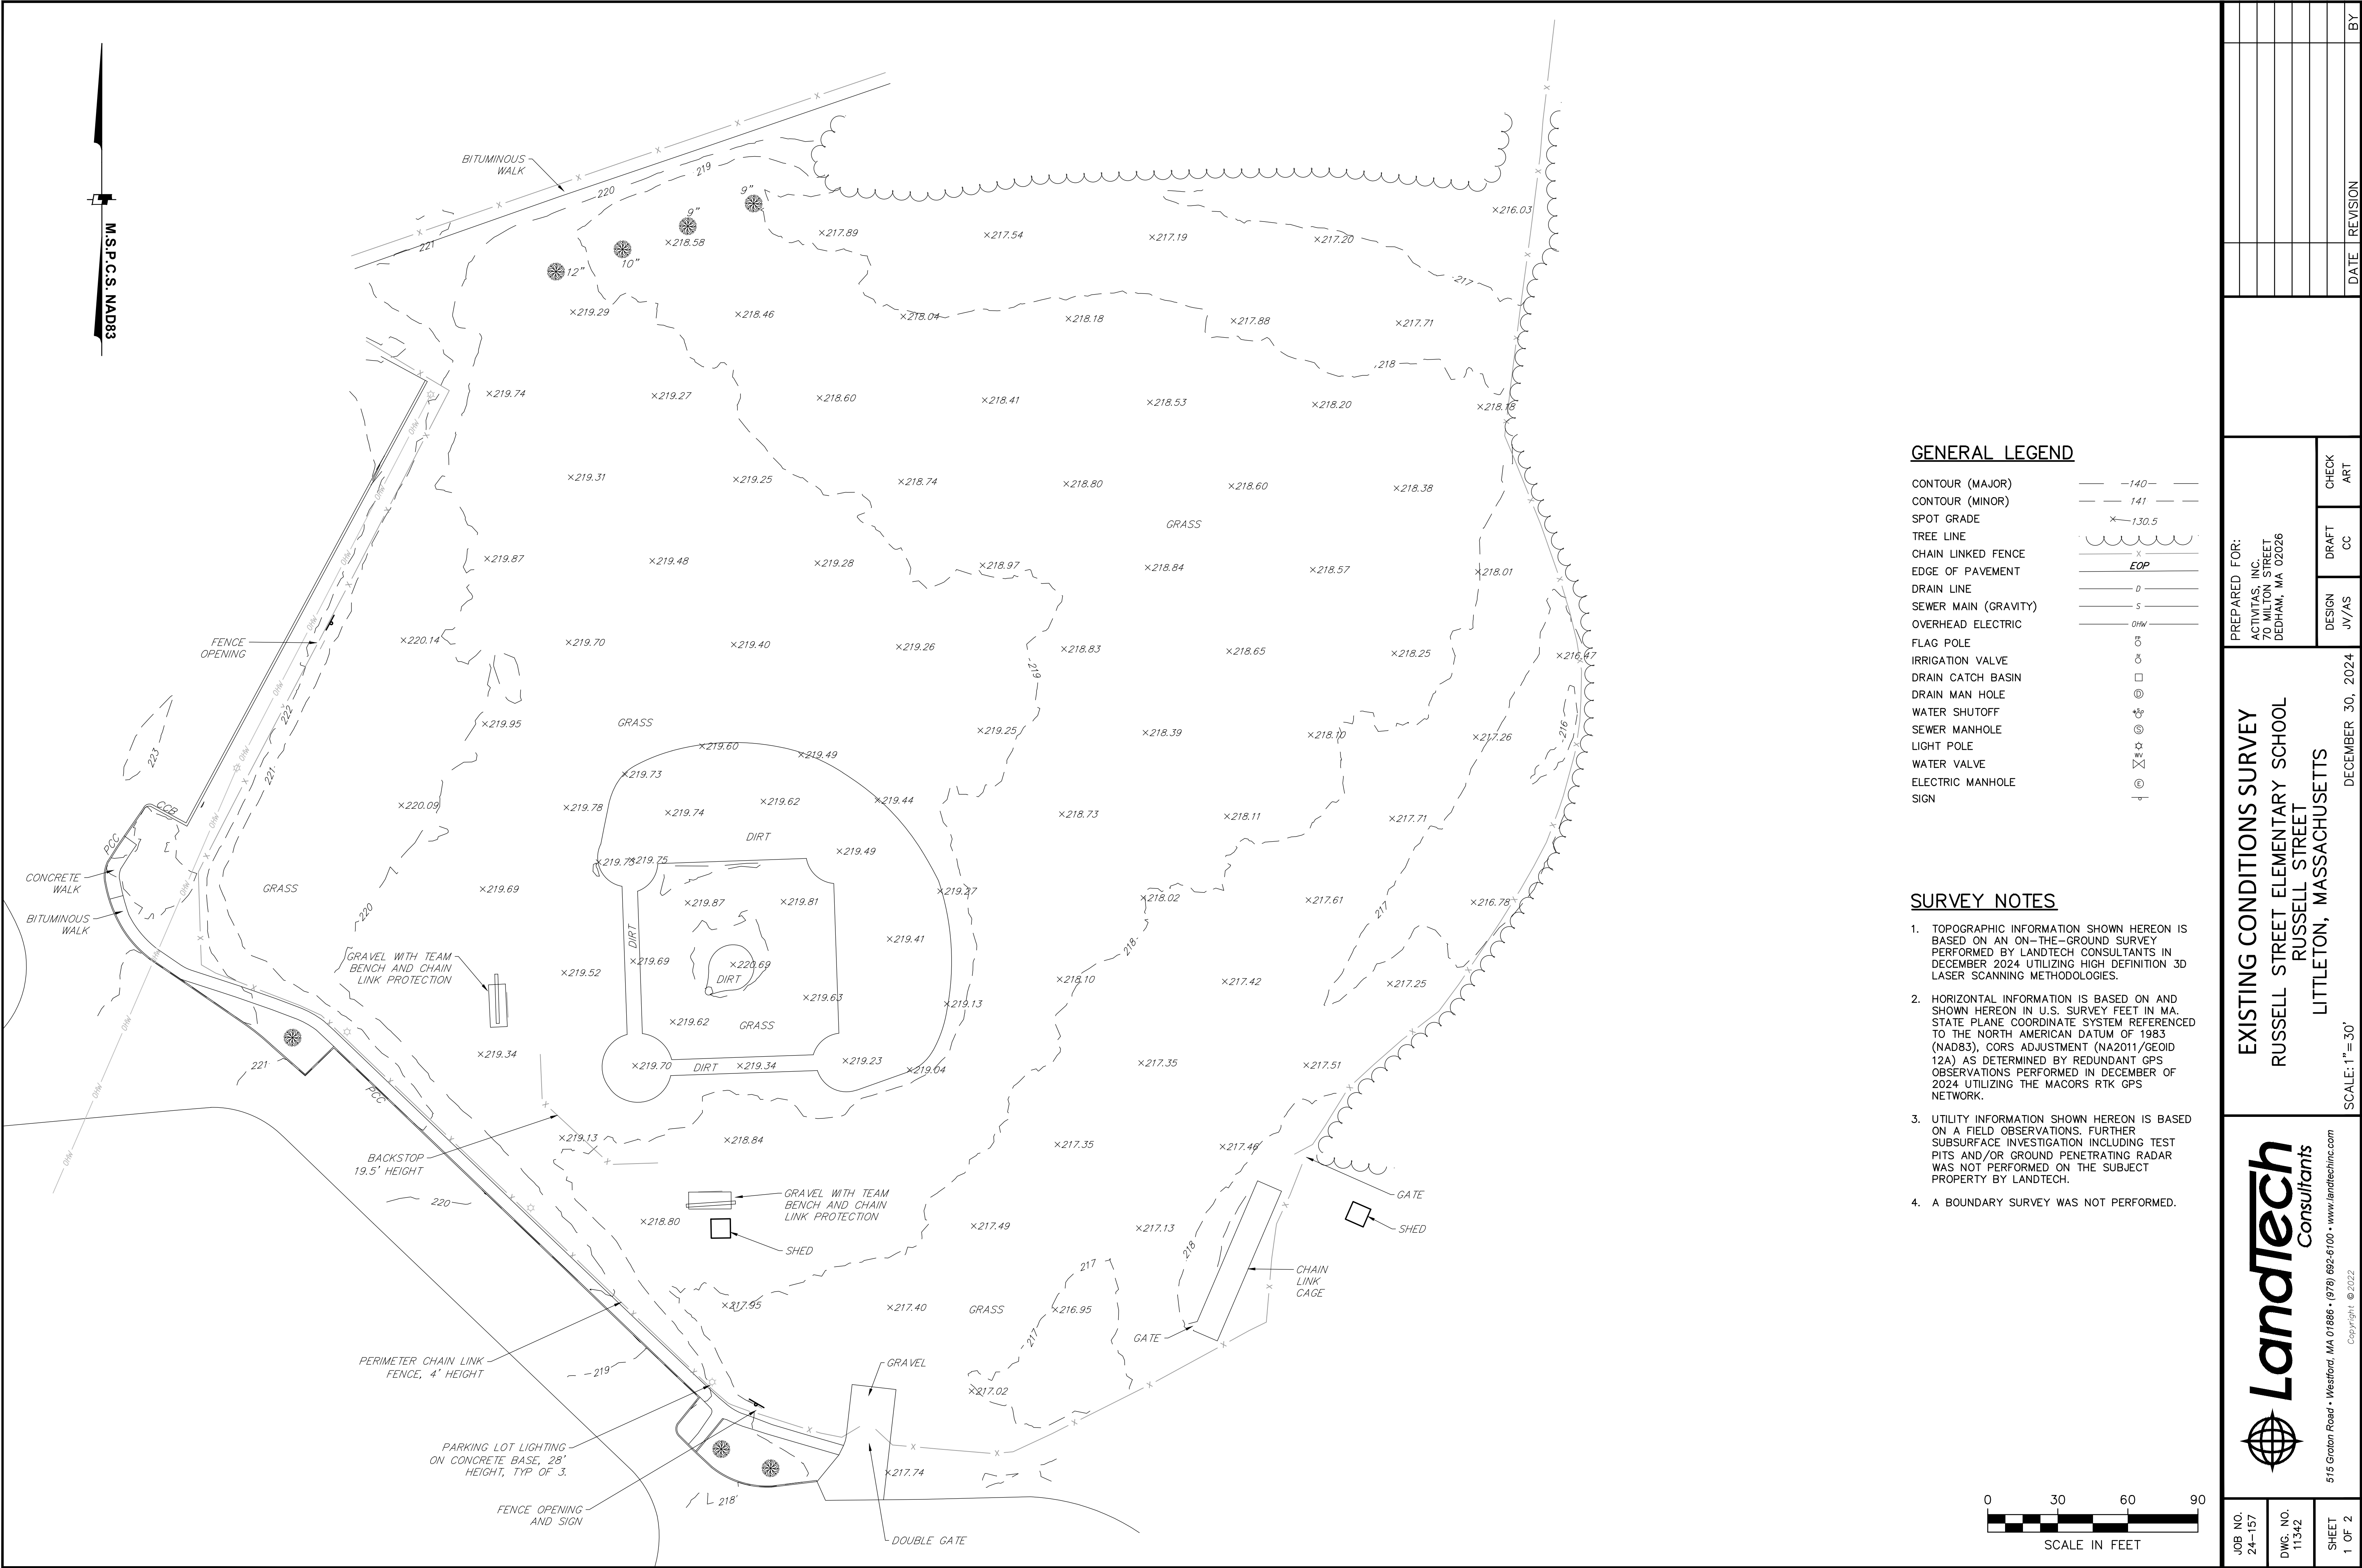 M.S.P.C.S. NAD83
BITUMINOUS
WALK
219
220
221
9"
9"
10"
12"
×216.03
×218.58
×217.89
×217.54
×217.19
×217.20
217
×219.29
×218.46
×218.04
×218.18
×217.88
×217.71
218
×219.74
×219.27
×218.60
×218.41
×218.53
×218.20
×218.18
×219.31
×219.25
×218.74
×218.80
×218.60
×218.38
GRASS
×219.87
×219.48
×219.28
×218.97
×218.84
×218.57
×218.01
FENCE
OPENING
×220.14
×219.70
×219.40
×219.26
×218.83
×218.65
×218.25
×216.47
219
222
221
223
×219.95
GRASS
×219.60
×219.49
×219.25
×218.39
×218.10
×217.26
216
×219.73
×220.09
×219.78
×219.74
×219.62
×219.44
×218.73
×218.11
×217.71
CCB
PCC
DIRT
×219.75
×219.75
×219.49
CONCRETE
WALK
GRASS
×219.69
×219.87
×219.81
×219.27
×218.02
×217.61
×216.78
BITUMINOUS
WALK
220
DIRT
×219.41
218
217
GRAVEL WITH TEAM
BENCH AND CHAIN
LINK PROTECTION
×219.52
×219.69
×220.69
DIRT
×218.10
×217.42
×217.25
×219.63
×219.13
×219.62
GRASS
×219.34
221
×219.70
DIRT
×219.34
×219.23
×219.04
×217.35
×217.51
PCC
BACKSTOP
19.5' HEIGHT
×219.13
×218.84
×217.35
×217.46
220
GRAVEL WITH TEAM
BENCH AND CHAIN
LINK PROTECTION
×218.80
SHED
×217.49
×217.13
218
GATE
SHED
CHAIN
LINK
CAGE
217
×217.95
×217.40
GRASS
×216.95
217
GATE
PERIMETER CHAIN LINK
FENCE, 4' HEIGHT
219
GRAVEL
×217.02
PARKING LOT LIGHTING
ON CONCRETE BASE, 28'
HEIGHT, TYP OF 3.
×217.74
FENCE OPENING
AND SIGN
218
DOUBLE GATE
X
OHW
GENERAL LEGEND
CONTOUR (MAJOR) 140
CONTOUR (MINOR) 141
SPOT GRADE × 130.5
TREE LINE
CHAIN LINKED FENCE X
EDGE OF PAVEMENT EOP
DRAIN LINE D
SEWER MAIN (GRAVITY) S
OVERHEAD ELECTRIC OHW
FLAG POLE
IRRIGATION VALVE
DRAIN CATCH BASIN
DRAIN MAN HOLE D
WATER SHUTOFF
SEWER MANHOLE S
LIGHT POLE
WATER VALVE WV
ELECTRIC MANHOLE E
SIGN
SURVEY NOTES
1. TOPOGRAPHIC INFORMATION SHOWN HEREON IS
BASED ON AN ON-THE-GROUND SURVEY
PERFORMED BY LANDTECH CONSULTANTS IN
DECEMBER 2024 UTILIZING HIGH DEFINITION 3D
LASER SCANNING METHODOLOGIES.
2. HORIZONTAL INFORMATION IS BASED ON AND
SHOWN HEREON IN U.S. SURVEY FEET IN MA.
STATE PLANE COORDINATE SYSTEM REFERENCED
TO THE NORTH AMERICAN DATUM OF 1983
(NAD83), CORS ADJUSTMENT (NA2011/GEOID
12A) AS DETERMINED BY REDUNDANT GPS
OBSERVATIONS PERFORMED IN DECEMBER OF
2024 UTILIZING THE MACORS RTK GPS
NETWORK.
3. UTILITY INFORMATION SHOWN HEREON IS BASED
ON A FIELD OBSERVATIONS. FURTHER
SUBSURFACE INVESTIGATION INCLUDING TEST
PITS AND/OR GROUND PENETRATING RADAR
WAS NOT PERFORMED ON THE SUBJECT
PROPERTY BY LANDTECH.
4. A BOUNDARY SURVEY WAS NOT PERFORMED.
0 30 60 90
SCALE IN FEET
DATE REVISION BY
PREPARED FOR:
ACTIVITAS, INC.
70 MILTON STREET
DEDHAM, MA 02026
DESIGN
JV/AS
DRAFT
CC
CHECK
ART
EXISTING CONDITIONS SURVEY
RUSSELL STREET ELEMENTARY SCHOOL
RUSSELL STREET
LITTLETON, MASSACHUSETTS
SCALE: 1"=30' DECEMBER 30, 2024
LandTech
Consultants
515 Groton Road • Westford, MA 01886 • (978) 692-6100 • www.landtechinc.com
Copyright © 2022
JOB NO.
24-157
DWG. NO.
11342
SHEET
1 OF 2